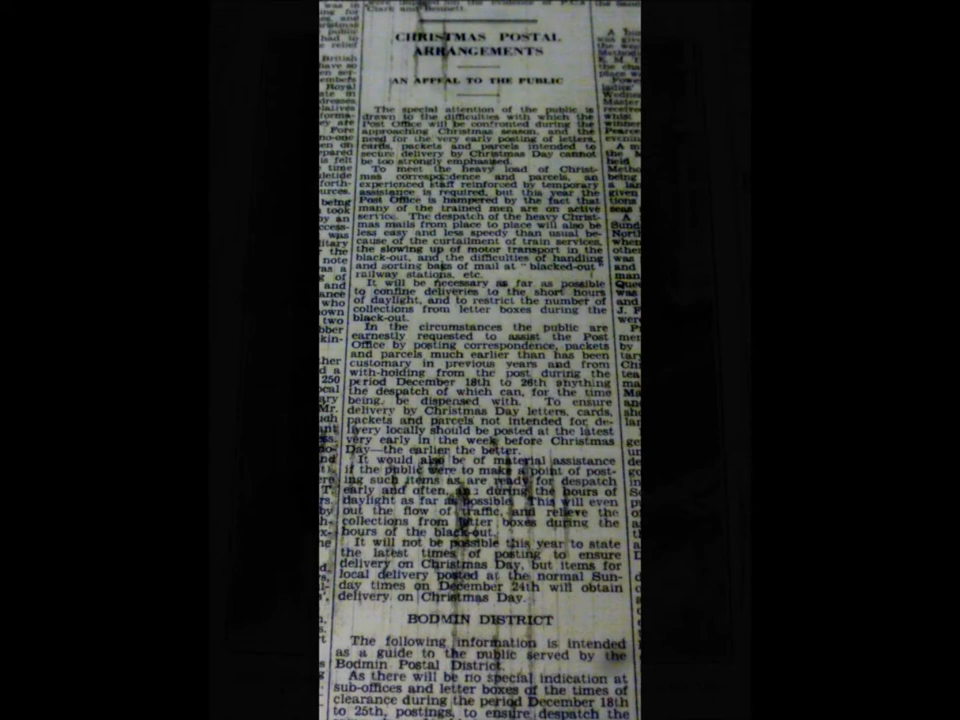 Clark and Bennett.
CHRISTMAS POSTAL
ARRANGEMENTS
AN APPEAL TO THE PUBLIC
The special attention of the public is
drawn to the difficulties with which the
Post Office will be confronted during the
approaching Christmas season, and the
need for the very early posting of letters,
cards, packets and parcels intended to
secure delivery by Christmas Day cannot
be too strongly emphasised.
To meet the heavy load of Christ-
mas correspondence and parcels, an
experienced staff reinforced by temporary
assistance is required, but this year the
Post Office is hampered by the fact that
many of the trained men are on active
service. The despatch of the heavy Christ-
mas mails from place to place will also be
less easy and less speedy than usual be-
cause of the curtailment of train services,
the slowing up of motor transport in the
black-out, and the difficulties of handling
and sorting bags of mail at "blacked-out"
railway stations, etc.
It will be necessary as far as possible
to confine deliveries to the short hours
of daylight, and to restrict the number of
collections from letter boxes during the
black-out.
In the circumstances the public are
earnestly requested to assist the Post
Office by posting correspondence, packets
and parcels much earlier than has been
customary in previous years and from
with-holding from the post during the
period December 18th to 26th anything
the despatch of which can, for the time
being, be dispensed with. To ensure
delivery by Christmas Day letters, cards,
packets and parcels not intended for de-
livery locally should be posted at the latest
very early in the week before Christmas
Day—the earlier the better.
It would also be of material assistance
if the public were to make a point of post-
ing such items as are ready for despatch
early and often, and during the hours of
daylight as far as possible. This will even
out the flow of traffic, and relieve the
collections from letter boxes during the
hours of the black-out.
It will not be possible this year to state
the latest times of posting to ensure
delivery on Christmas Day, but items for
local delivery posted at the normal Sun-
day times on December 24th will obtain
delivery on Christmas Day.
BODMIN DISTRICT
The following information is intended
as a guide to the public served by the
Bodmin Postal District.
As there will be no special indication at
sub-offices and letter boxes of the times of
clearance during the period December 18th
to 25th, postings, to ensure despatch the